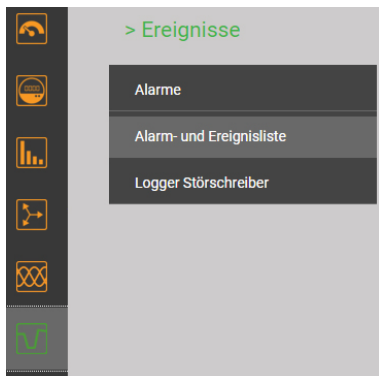 > Ereignisse
Alarme
Alarm- und Ereignisliste
Logger Störschreiber